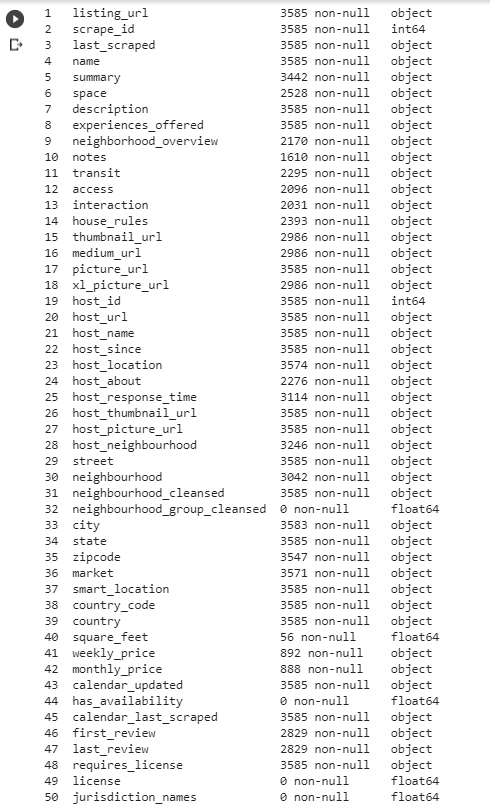 1 listing_url 3585 non-null object
2 scrape_id 3585 non-null int64
3 last_scraped 3585 non-null object
4 name 3585 non-null object
5 summary 3442 non-null object
6 space 2528 non-null object
7 description 3585 non-null object
8 experiences_offered 3585 non-null object
9 neighborhood_overview 2170 non-null object
10 notes 1610 non-null object
11 transit 2295 non-null object
12 access 2096 non-null object
13 interaction 2031 non-null object
14 house_rules 2393 non-null object
15 thumbnail_url 2986 non-null object
16 medium_url 2986 non-null object
17 picture_url 3585 non-null object
18 xl_picture_url 2986 non-null object
19 host_id 3585 non-null int64
20 host_url 3585 non-null object
21 host_name 3585 non-null object
22 host_since 3585 non-null object
23 host_location 3574 non-null object
24 host_about 2276 non-null object
25 host_response_time 3114 non-null object
26 host_thumbnail_url 3585 non-null object
27 host_picture_url 3585 non-null object
28 host_neighbourhood 3246 non-null object
29 street 3585 non-null object
30 neighbourhood 3042 non-null object
31 neighbourhood_cleansed 3585 non-null object
32 neighbourhood_group_cleansed 0 non-null float64
33 city 3583 non-null object
34 state 3585 non-null object
35 zipcode 3547 non-null object
36 market 3571 non-null object
37 smart_location 3585 non-null object
38 country_code 3585 non-null object
39 country 3585 non-null object
40 square_feet 56 non-null float64
41 weekly_price 892 non-null object
42 monthly_price 888 non-null object
43 calendar_updated 3585 non-null object
44 has_availability 0 non-null float64
45 calendar_last_scraped 3585 non-null object
46 first_review 2829 non-null object
47 last_review 2829 non-null object
48 requires_license 3585 non-null object
49 license 0 non-null float64
50 jurisdiction_names 0 non-null float64